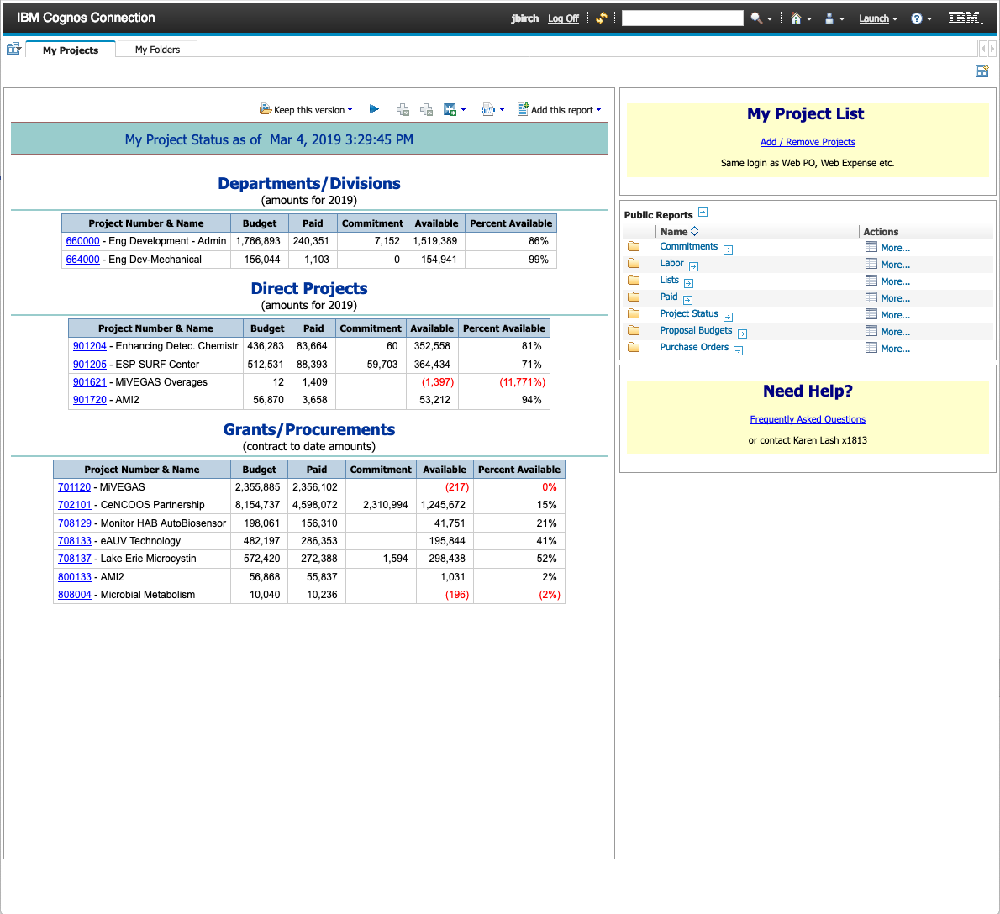 IBM Cognos Connection
jbirch Log Off Launch IBM.
My Projects My Folders
Keep this version Add this report
My Project Status as of Mar 4, 2019 3:29:45 PM
Departments/Divisions
(amounts for 2019)
Project Number & Name Budget Paid Commitment Available Percent Available
660000 - Eng Development - Admin 1,766,893 240,351 7,152 1,519,389 86%
664000 - Eng Dev-Mechanical 156,044 1,103 0 154,941 99%
Direct Projects
(amounts for 2019)
Project Number & Name Budget Paid Commitment Available Percent Available
901204 - Enhancing Detec. Chemistr 436,283 83,664 60 352,558 81%
901205 - ESP SURF Center 512,531 88,393 59,703 364,434 71%
901621 - MiVEGAS Overages 12 1,409 (1,397) (11,771%)
901720 - AMI2 56,870 3,658 53,212 94%
Grants/Procurements
(contract to date amounts)
Project Number & Name Budget Paid Commitment Available Percent Available
701120 - MiVEGAS 2,355,885 2,356,102 (217) 0%
702101 - CeNCOOS Partnership 8,154,737 4,598,072 2,310,994 1,245,672 15%
708129 - Monitor HAB AutoBiosensor 198,061 156,310 41,751 21%
708133 - eAUV Technology 482,197 286,353 195,844 41%
708137 - Lake Erie Microcystin 572,420 272,388 1,594 298,438 52%
800133 - AMI2 56,868 55,837 1,031 2%
808004 - Microbial Metabolism 10,040 10,236 (196) (2%)
My Project List
Add / Remove Projects
Same login as Web PO, Web Expense etc.
Public Reports
Name Actions
Commitments More...
Labor More...
Lists More...
Paid More...
Project Status More...
Proposal Budgets More...
Purchase Orders More...
Need Help?
Frequently Asked Questions
or contact Karen Lash x1813